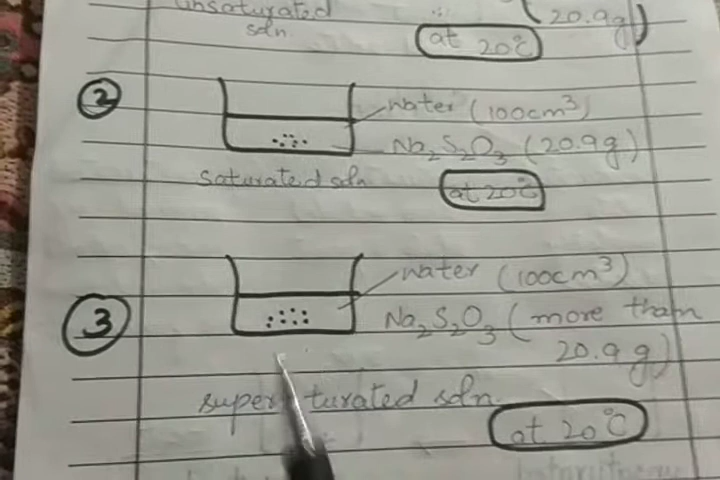 unsaturated
soln.
(20.9g)
at 20°C
2
water (100cm³)
Na₂S₂O₃ (20.9g)
saturated soln.
at 20°C
3
water (100cm³)
Na₂S₂O₃ (more than
20.9g)
turated soln.
at 20°C